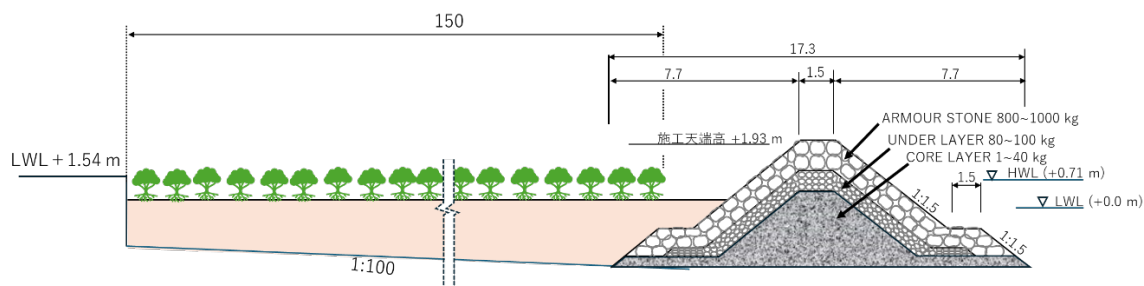 150
17.3
7.7
1.5
7.7
ARMOUR STONE 800~1000 kg
施工天端高 +1.93 m
UNDER LAYER 80~100 kg
LWL + 1.54 m
CORE LAYER 1~40 kg
1.5
HWL (+0.71 m)
1:1.5
LWL (+0.0 m)
1:1.5
1:100